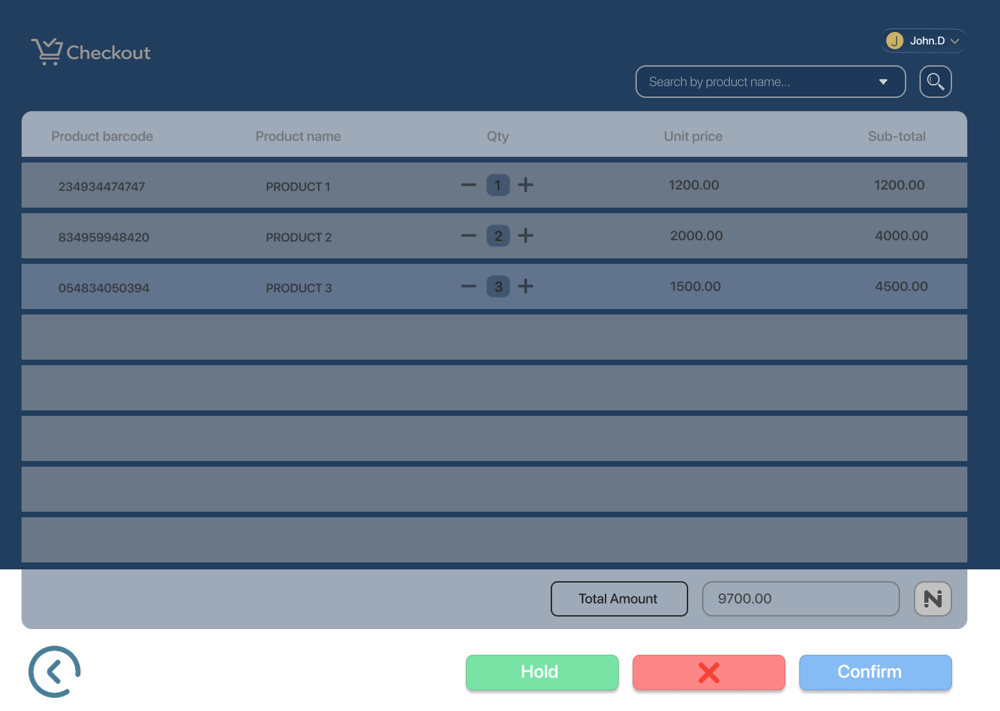 Checkout
J John.D
Search by product name...
Product barcode Product name Qty Unit price Sub-total
234934474747 PRODUCT 1 1 1200.00 1200.00
834959948420 PRODUCT 2 2 2000.00 4000.00
054834050394 PRODUCT 3 3 1500.00 4500.00
Total Amount 9700.00
Hold Confirm